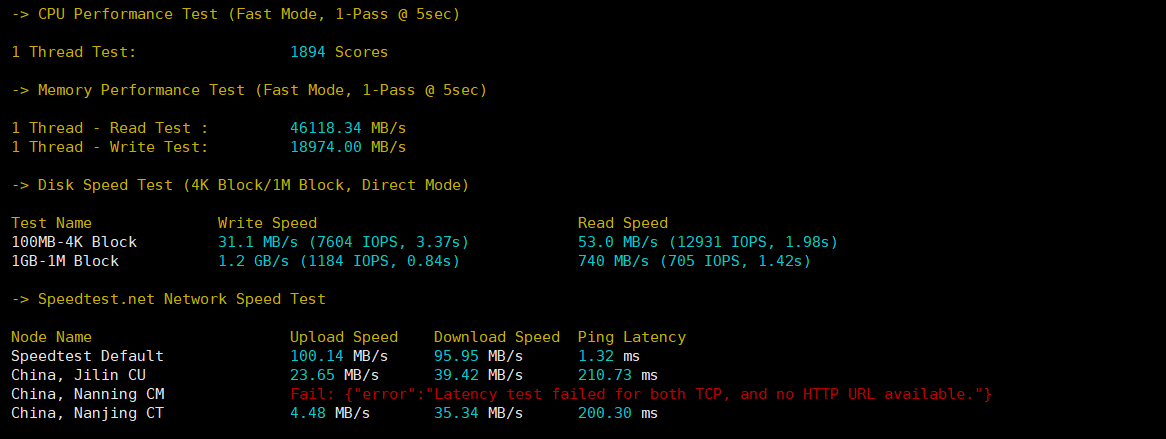 -> CPU Performance Test (Fast Mode, 1-Pass @ 5sec)
1 Thread Test: 1894 Scores
-> Memory Performance Test (Fast Mode, 1-Pass @ 5sec)
1 Thread - Read Test : 46118.34 MB/s
1 Thread - Write Test: 18974.00 MB/s
-> Disk Speed Test (4K Block/1M Block, Direct Mode)
Test Name Write Speed Read Speed
100MB-4K Block 31.1 MB/s (7604 IOPS, 3.37s) 53.0 MB/s (12931 IOPS, 1.98s)
1GB-1M Block 1.2 GB/s (1184 IOPS, 0.84s) 740 MB/s (705 IOPS, 1.42s)
-> Speedtest.net Network Speed Test
Node Name Upload Speed Download Speed Ping Latency
Speedtest Default 100.14 MB/s 95.95 MB/s 1.32 ms
China, Jilin CU 23.65 MB/s 39.42 MB/s 210.73 ms
China, Nanning CM Fail: {"error":"Latency test failed for both TCP, and no HTTP URL available."}
China, Nanjing CT 4.48 MB/s 35.34 MB/s 200.30 ms